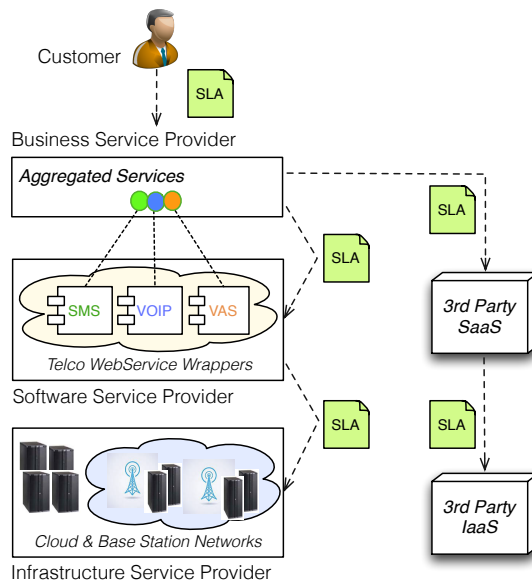 Customer
SLA
Business Service Provider
Aggregated Services
SLA
SLA
SMS
VOIP
VAS
3rd Party
SaaS
Telco WebService Wrappers
Software Service Provider
SLA
SLA
3rd Party
IaaS
Cloud & Base Station Networks
Infrastructure Service Provider